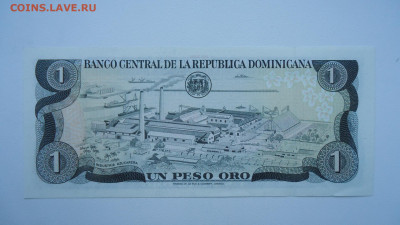 COINS.LAVE.RU
BANCO CENTRAL DE LA REPUBLICA DOMINICANA
1 1
1 1
UN PESO ORO